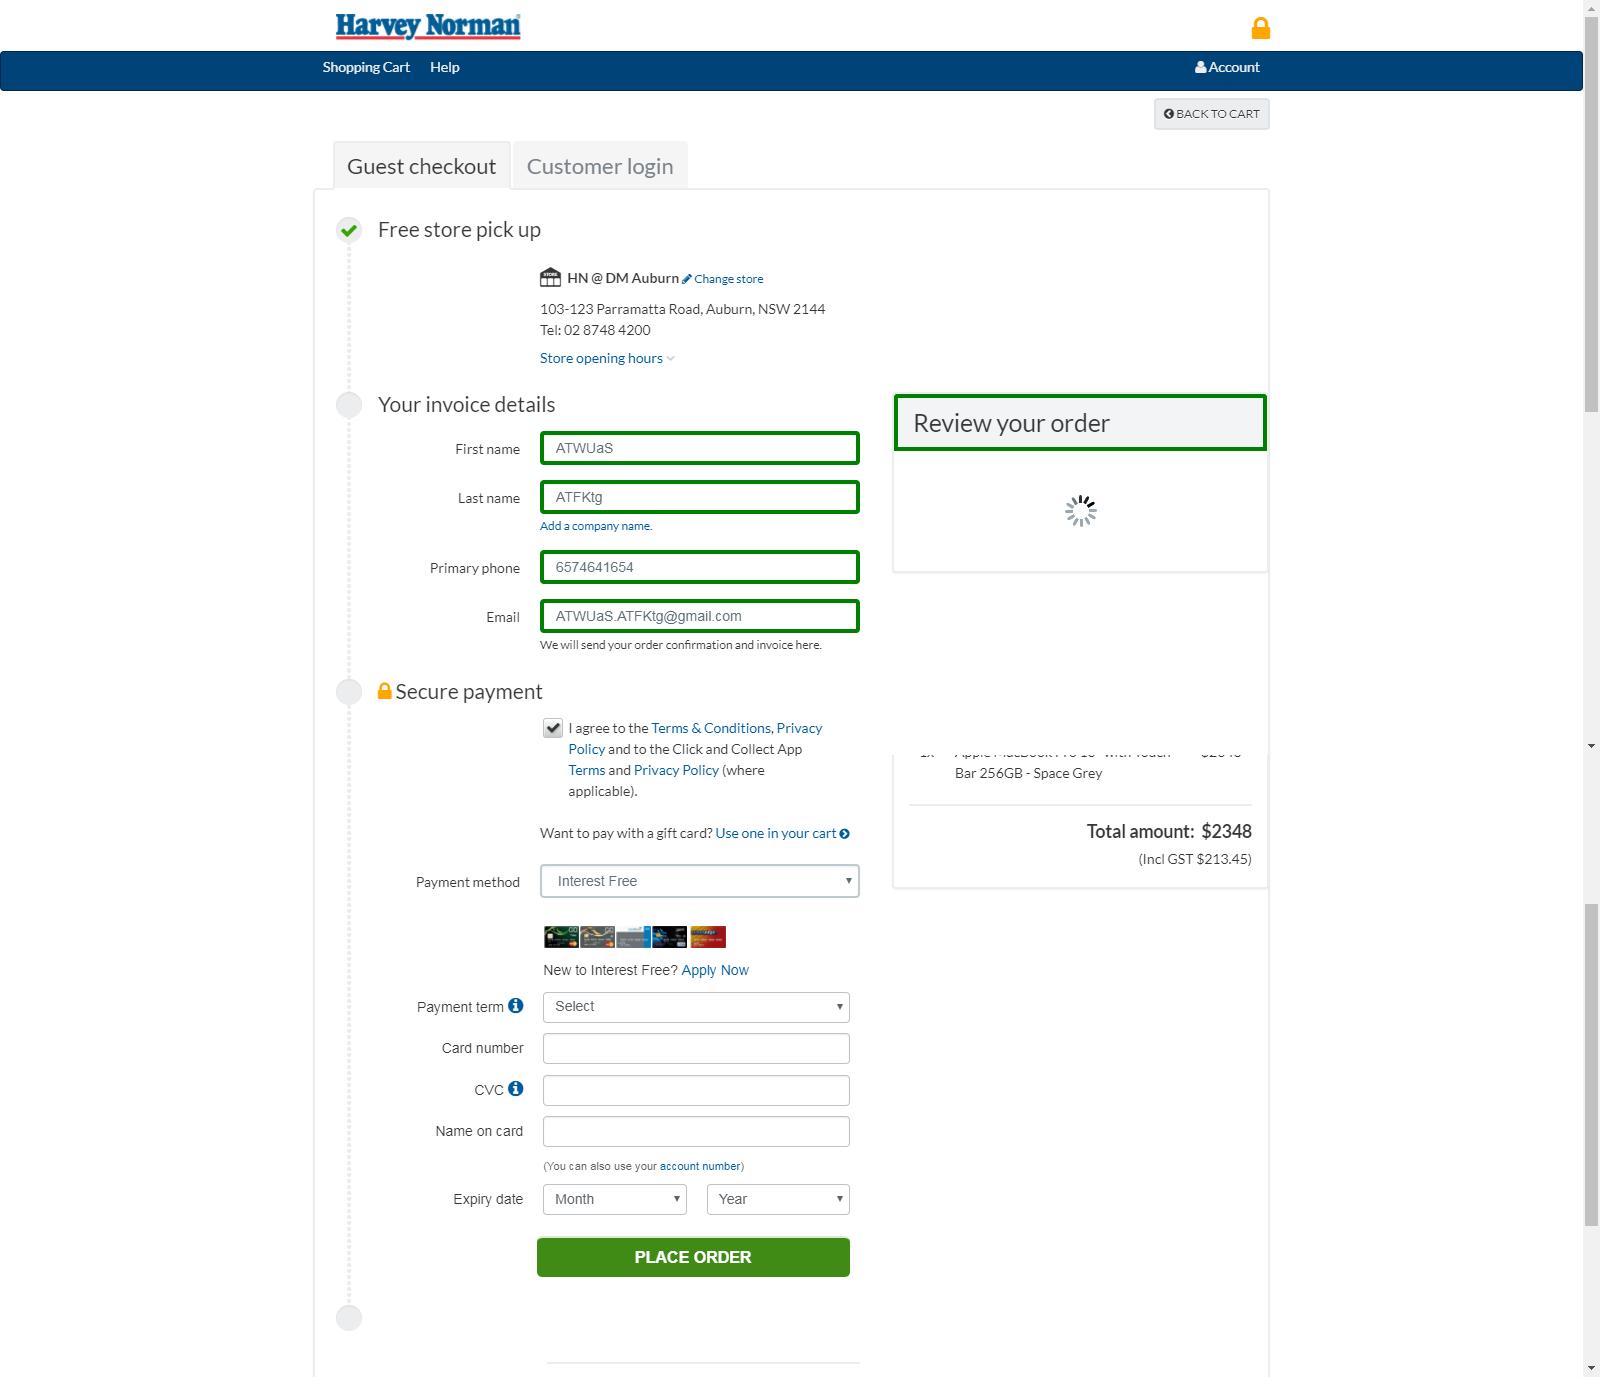 Harvey Norman
Shopping Cart Help Account
BACK TO CART
Guest checkout Customer login
Free store pick up
HN @ DM Auburn Change store
103-123 Parramatta Road, Auburn, NSW 2144
Tel: 02 8748 4200
Store opening hours
Your invoice details
First name ATWUaS
Last name ATFKtg
Add a company name.
Primary phone 6574641654
Email ATWUaS.ATFKtg@gmail.com
We will send your order confirmation and invoice here.
Review your order
Secure payment
I agree to the Terms & Conditions, Privacy
Policy and to the Click and Collect App
Terms and Privacy Policy (where
applicable).
Bar 256GB - Space Grey
Total amount: $2348
(Incl GST $213.45)
Want to pay with a gift card? Use one in your cart
Payment method Interest Free
New to Interest Free? Apply Now
Payment term Select
Card number
CVC
Name on card
(You can also use your account number)
Expiry date Month Year
PLACE ORDER